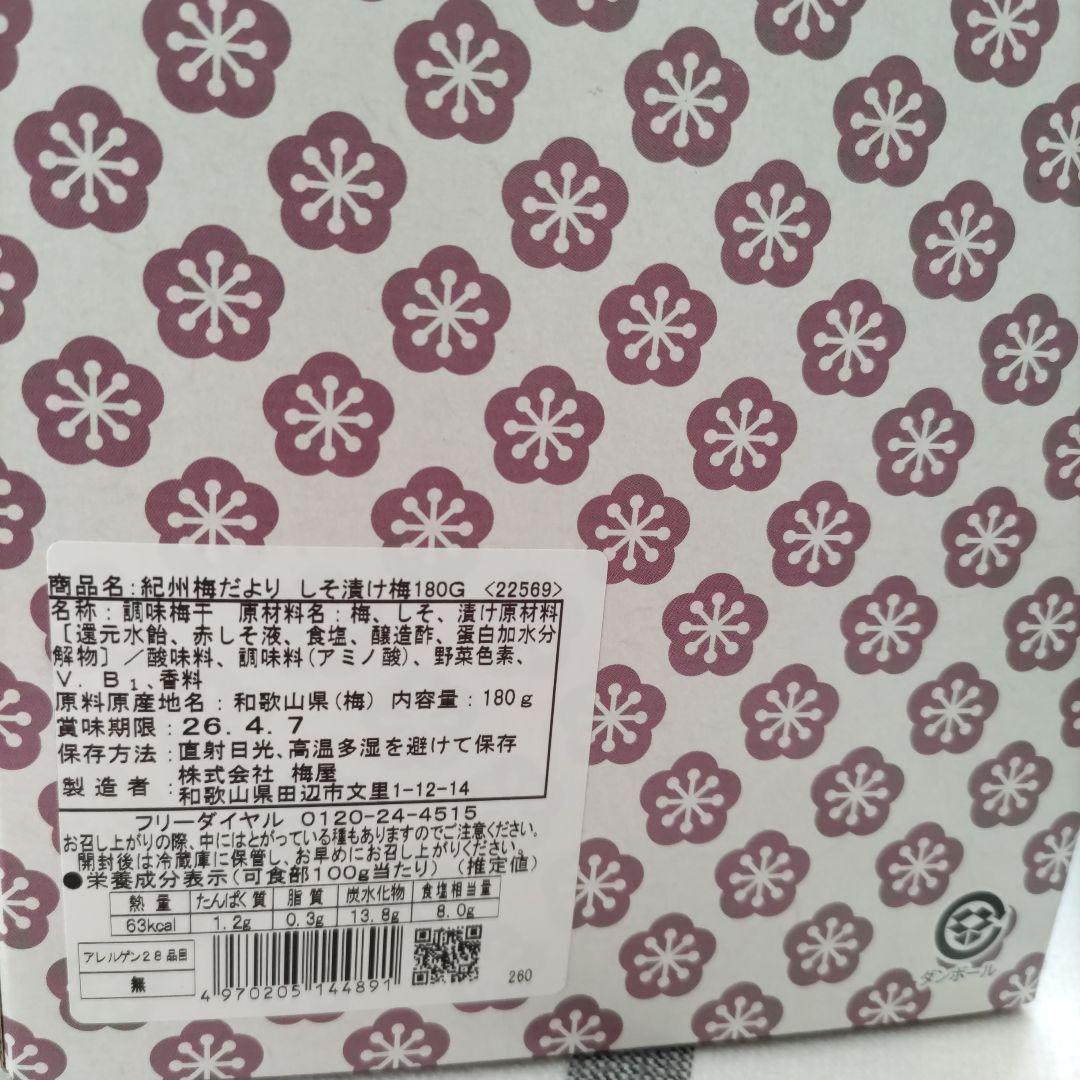 商品名:紀州梅だより しそ漬け梅180G <22569>
名称:調味梅干 原材料名:梅、しそ、漬け原材料
〔還元水飴、赤しそ液、食塩、醸造酢、蛋白加水分
解物〕/酸味料、調味料(アミノ酸)、野菜色素、
V.B₁、香料
原料原産地名:和歌山県(梅) 内容量:180g
賞味期限:26.4.7
保存方法:直射日光、高温多湿を避けて保存
製造者:株式会社 梅屋
和歌山県田辺市文里1-12-14
フリーダイヤル 0120-24-4515
お召し上がりの際、中にはとがっている種もありますのでご注意ください。
開封後は冷蔵庫に保管し、お早めにお召し上がりください。
●栄養成分表示(可食部100g当たり)(推定値)
熱量 たんぱく質 脂質 炭水化物 食塩相当量
63kcal 1.2g 0.3g 13.8g 8.0g
アレルゲン28品目
無
4970205144891
260
ダンボール